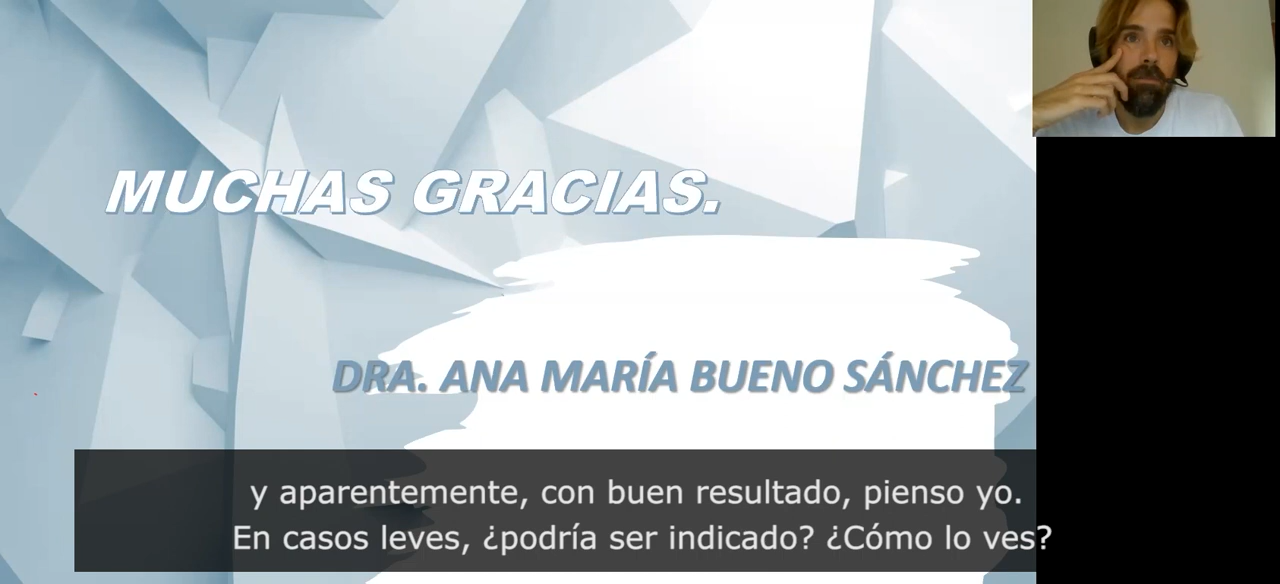 MUCHAS GRACIAS.
DRA. ANA MARÍA BUENO SÁNCHEZ
y aparentemente, con buen resultado, pienso yo.
En casos leves, ¿podría ser indicado? ¿Cómo lo ves?